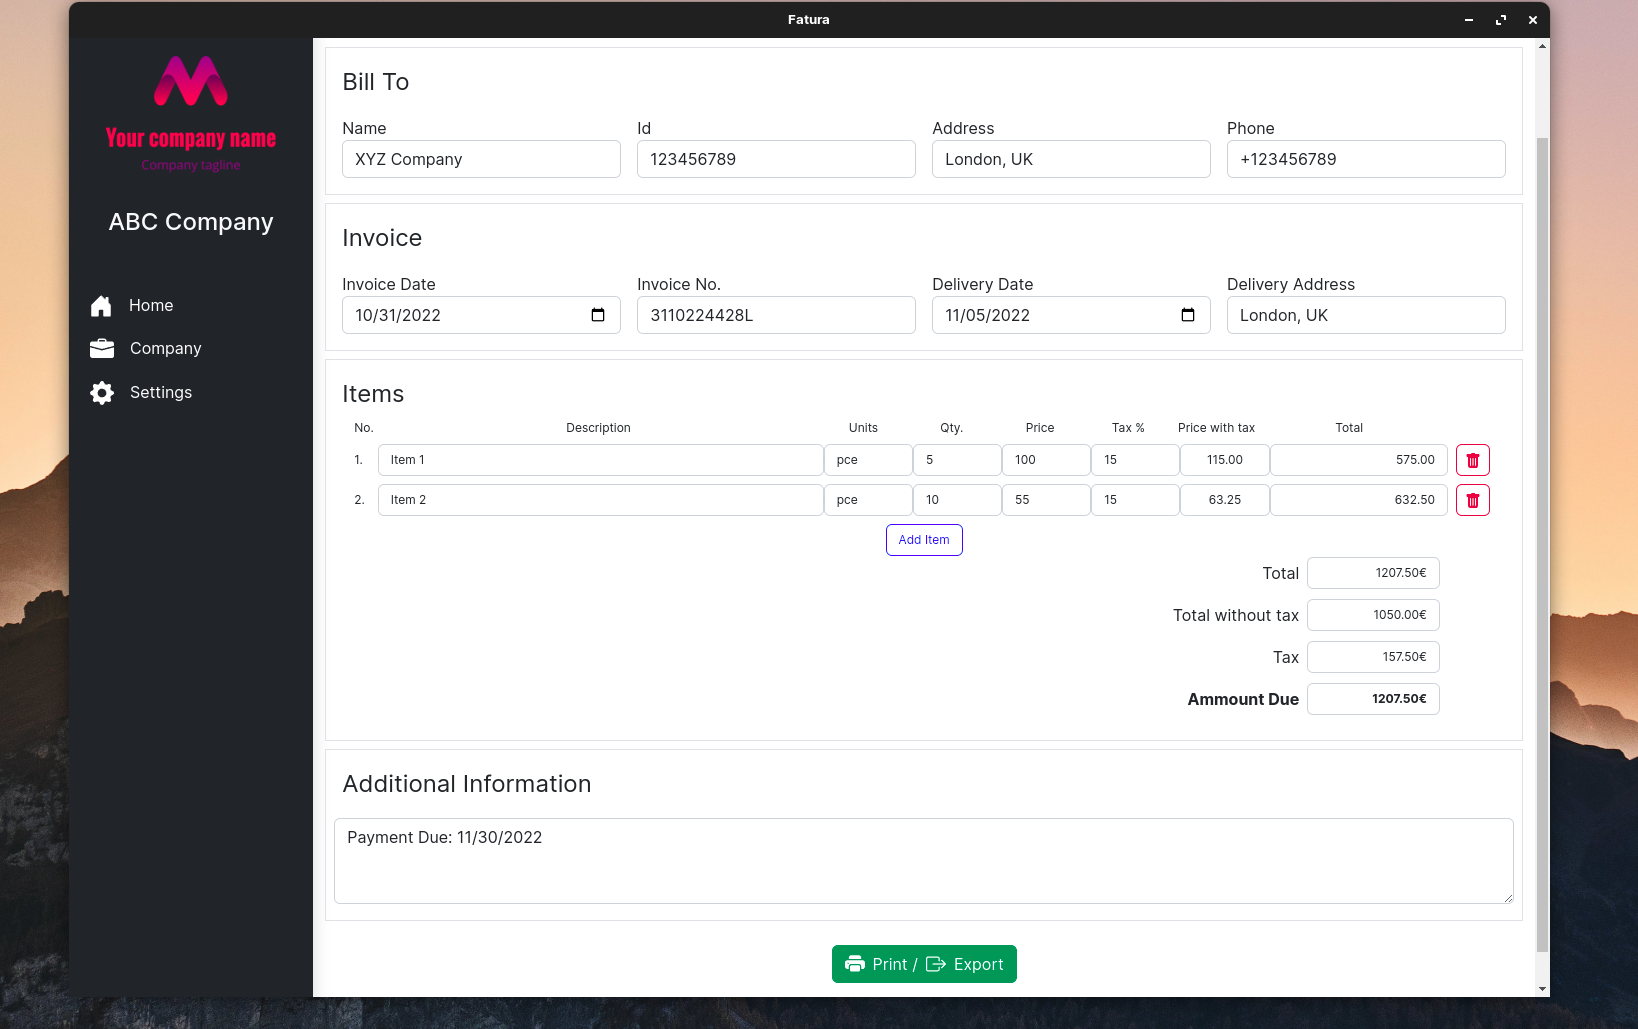 Fatura
Your company name
Company tagline
ABC Company
Home
Company
Settings
Bill To
Name Id Address Phone
XYZ Company 123456789 London, UK +123456789
Invoice
Invoice Date Invoice No. Delivery Date Delivery Address
10/31/2022 3110224428L 11/05/2022 London, UK
Items
No. Description Units Qty. Price Tax % Price with tax Total
1. Item 1 pce 5 100 15 115.00 575.00
2. Item 2 pce 10 55 15 63.25 632.50
Add Item
Total 1207.50€
Total without tax 1050.00€
Tax 157.50€
Ammount Due 1207.50€
Additional Information
Payment Due: 11/30/2022
Print / Export